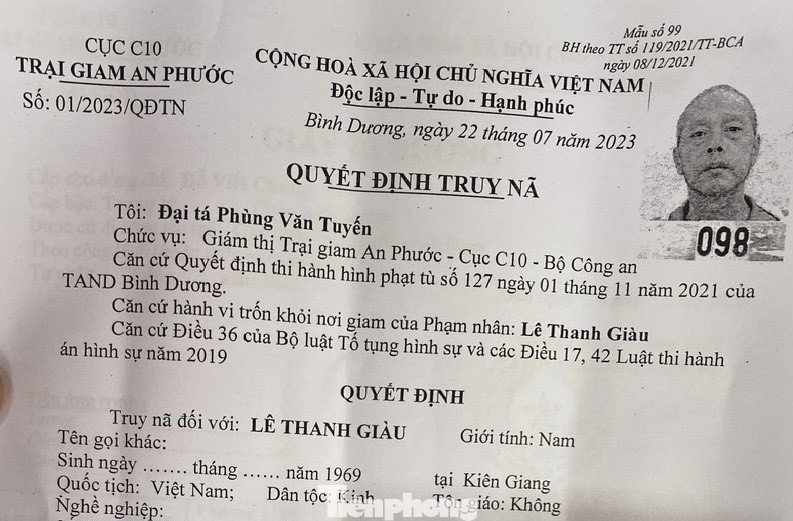 Mẫu số 99
BH theo TT số 119/2021/TT-BCA
ngày 08/12/2021
CỤC C10
TRẠI GIAM AN PHƯỚC
Số: 01/2023/QĐTN
CỘNG HOÀ XÃ HỘI CHỦ NGHĨA VIỆT NAM
Độc lập - Tự do - Hạnh phúc
Bình Dương, ngày 22 tháng 07 năm 2023
QUYẾT ĐỊNH TRUY NÃ
098
Tôi: Đại tá Phùng Văn Tuyến
Chức vụ: Giám thị Trại giam An Phước - Cục C10 - Bộ Công an
Căn cứ Quyết định thi hành hình phạt tù số 127 ngày 01 tháng 11 năm 2021 của
TAND Bình Dương.
Căn cứ hành vi trốn khỏi nơi giam của Phạm nhân: Lê Thanh Giàu
Căn cứ Điều 36 của Bộ luật Tố tụng hình sự và các Điều 17, 42 Luật thi hành
án hình sự năm 2019
QUYẾT ĐỊNH
Truy nã đối với: LÊ THANH GIÀU Giới tính: Nam
Tên gọi khác:
Sinh ngày ....... tháng ...... năm 1969 tại Kiên Giang
Quốc tịch: Việt Nam; Dân tộc: Kinh Tôn giáo: Không
Nghề nghiệp:
Tienphong